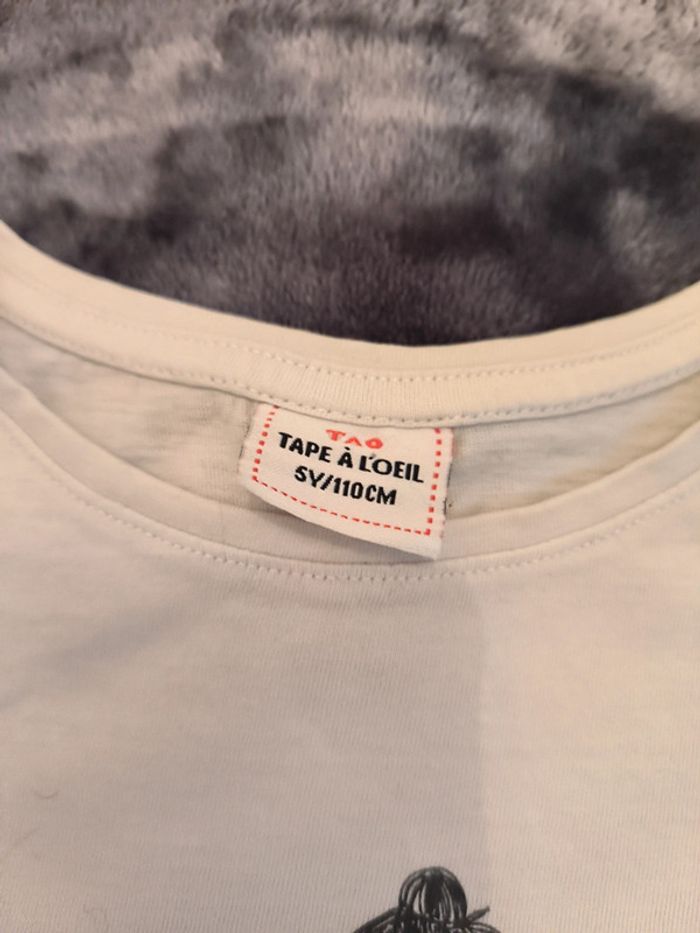 TAO
TAPE À L'OEIL
5Y/110CM